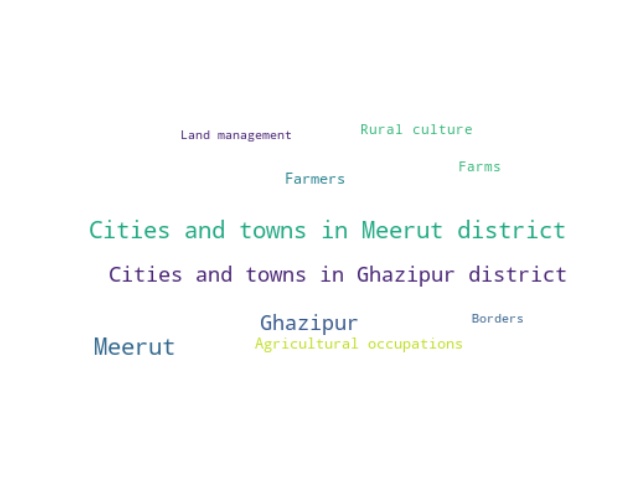 Land management
Rural culture
Farms
Farmers
Cities and towns in Meerut district
Cities and towns in Ghazipur district
Ghazipur
Borders
Meerut
Agricultural occupations